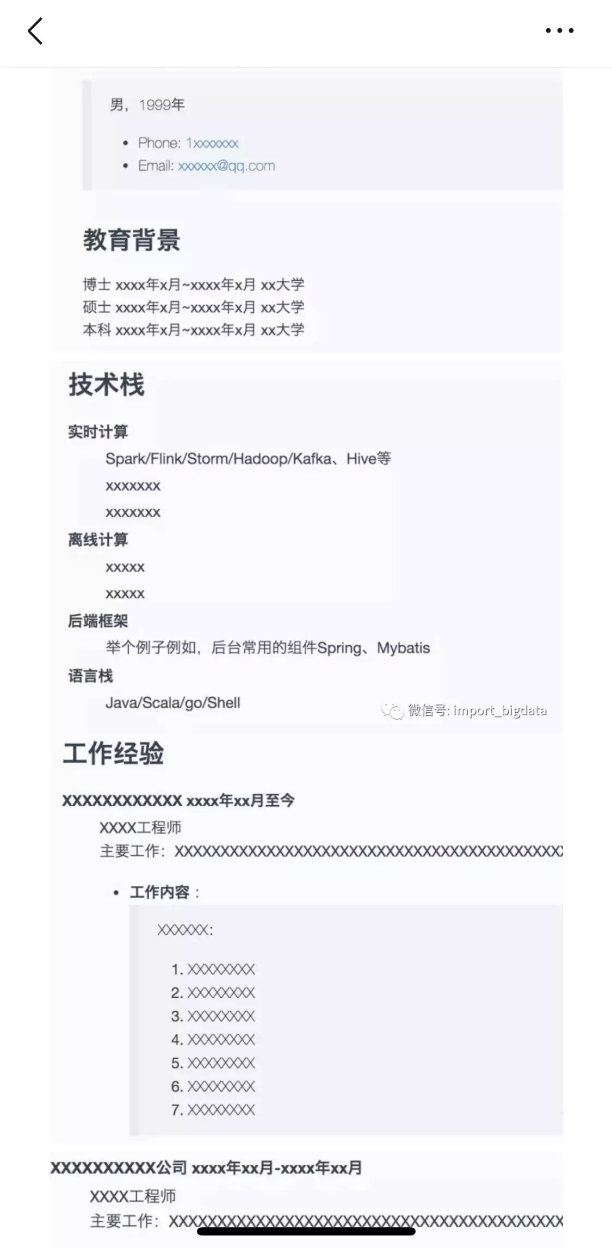 男，1999年
• Phone: 1xxxxxxx
• Email: xxxxxx@qq.com
教育背景
博士 xxxx年x月~xxxx年x月 xx大学
硕士 xxxx年x月~xxxx年x月 xx大学
本科 xxxx年x月~xxxx年x月 xx大学
技术栈
实时计算
Spark/Flink/Storm/Hadoop/Kafka、Hive等
xxxxxxx
xxxxxxx
离线计算
xxxxx
xxxxx
后端框架
举个例子例如，后台常用的组件Spring、Mybatis
语言栈
Java/Scala/go/Shell
微信号: import_bigdata
工作经验
XXXXXXXXXXXX xxxx年xx月至今
XXXX工程师
主要工作：XXXXXXXXXXXXXXXXXXXXXXXXXXXXXXXXXXXXXXXXXX
• 工作内容：
XXXXXX:
1. XXXXXXXX
2. XXXXXXXX
3. XXXXXXXX
4. XXXXXXXX
5. XXXXXXXX
6. XXXXXXXX
7. XXXXXXXX
XXXXXXXXXX公司 xxxx年xx月-xxxx年xx月
XXXX工程师
主要工作：XXXXXXXXXXXXXXXXXXXXXXXXXXXXXXXXXXXXXXXXXX